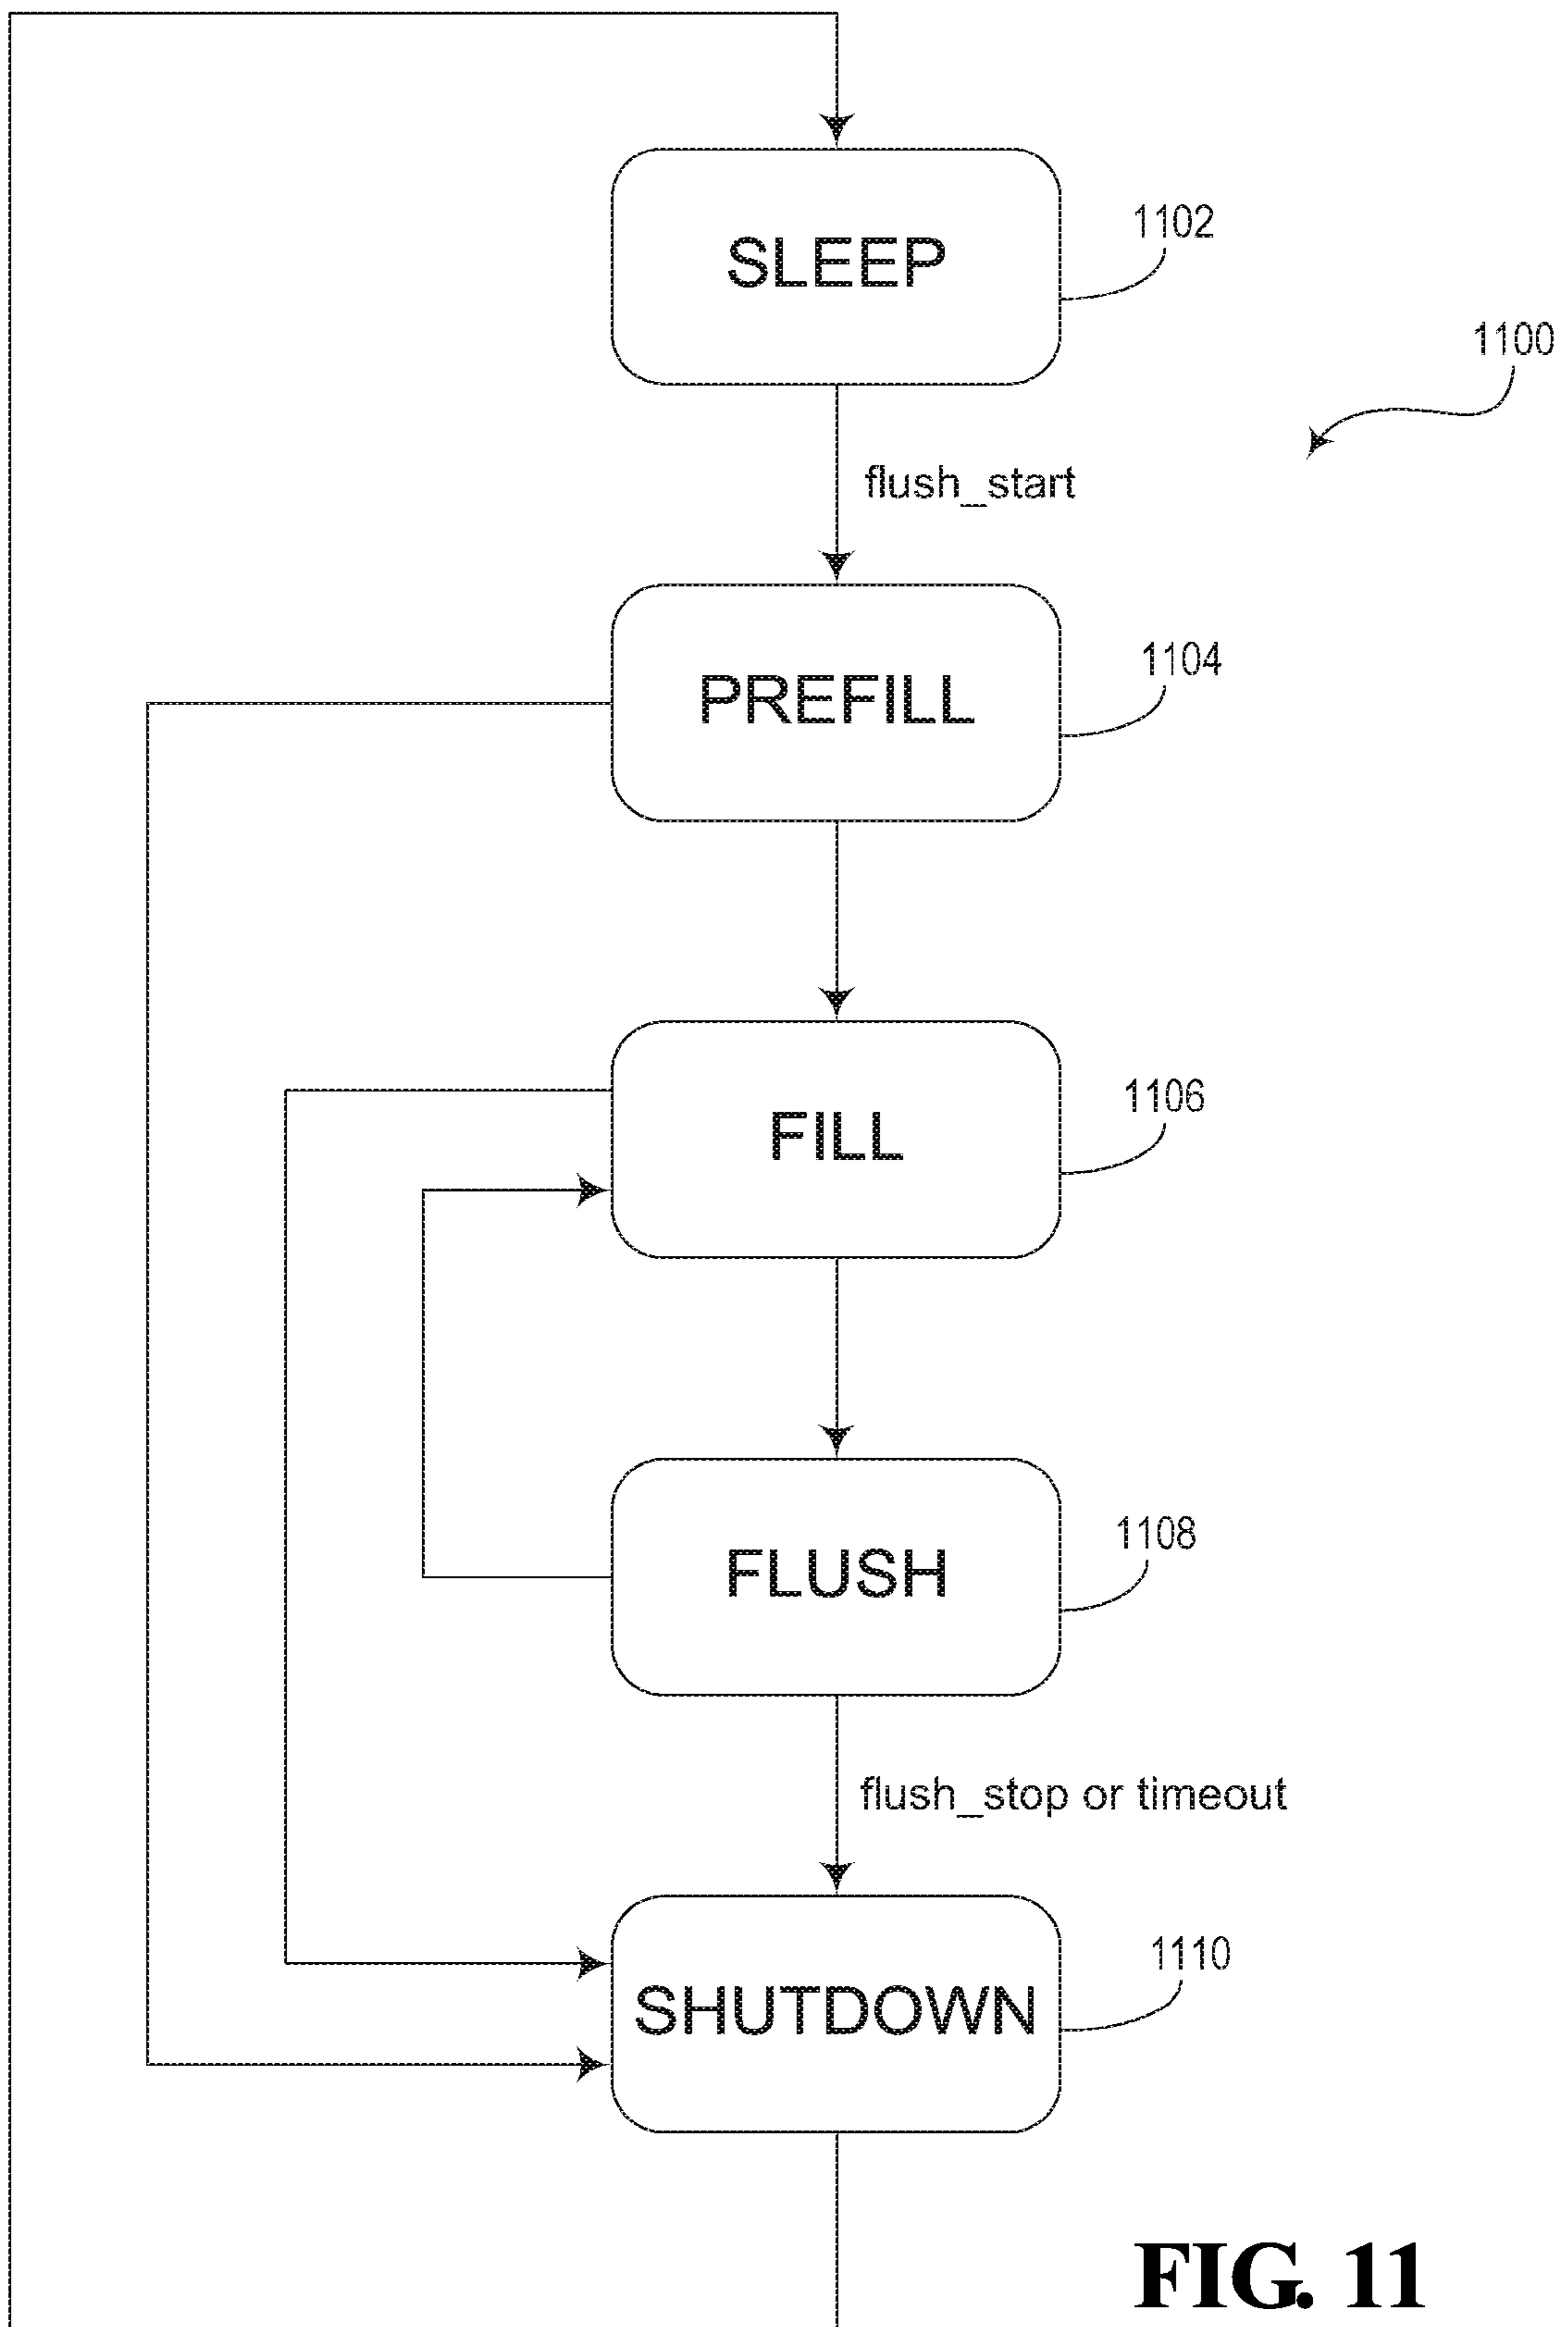 SLEEP
1102
1100
flush_start
PREFILL
1104
FILL
1106
FLUSH
1108
flush_stop or timeout
SHUTDOWN
1110
FIG. 11